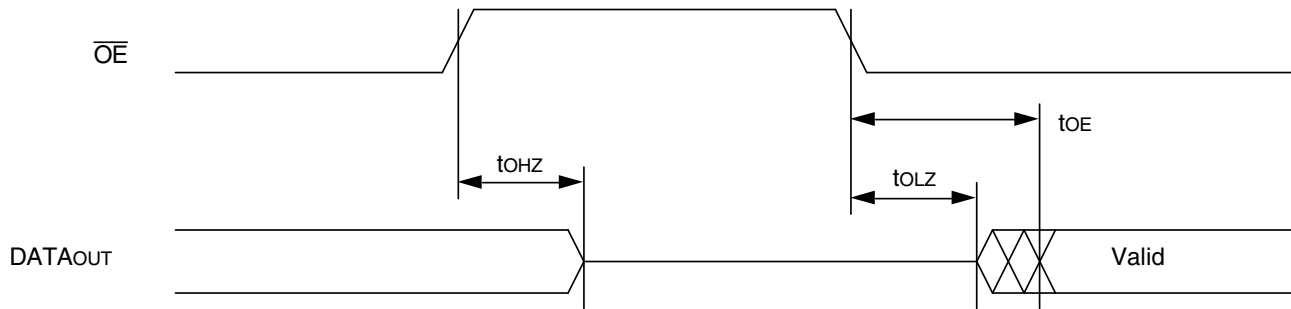 OE
tOE
tOHZ
tOLZ
DATAOUT
Valid